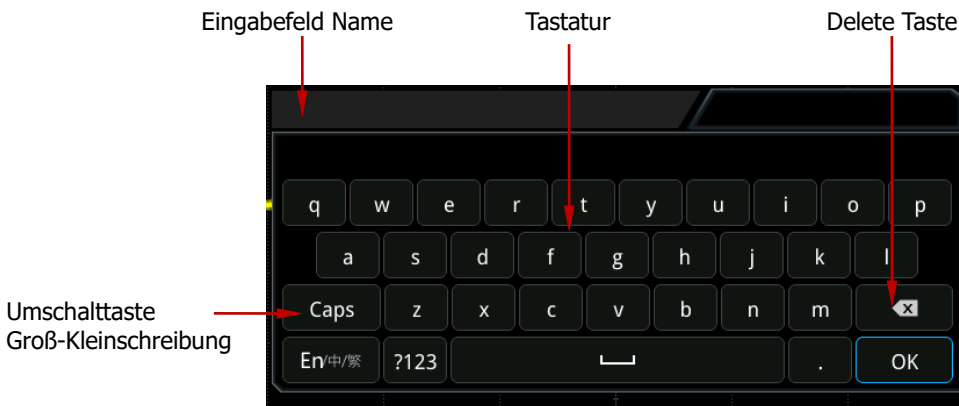 Eingabefeld Name Tastatur Delete Taste
q w e r t y u i o p
a s d f g h j k l
Umschalttaste
Groß-Kleinschreibung
Caps z x c v b n m
En/中/繁 ?123 . OK